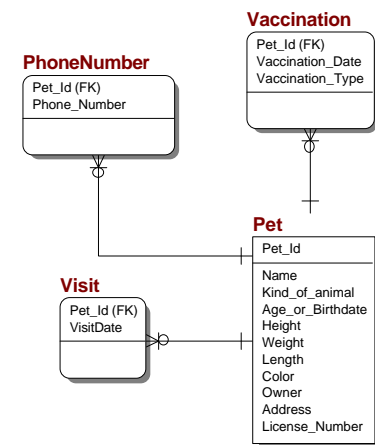 Vaccination
Pet_Id (FK)
Vaccination_Date
Vaccination_Type
PhoneNumber
Pet_Id (FK)
Phone_Number
Pet
Pet_Id
Name
Kind_of_animal
Age_or_Birthdate
Height
Weight
Length
Color
Owner
Address
License_Number
Visit
Pet_Id (FK)
VisitDate